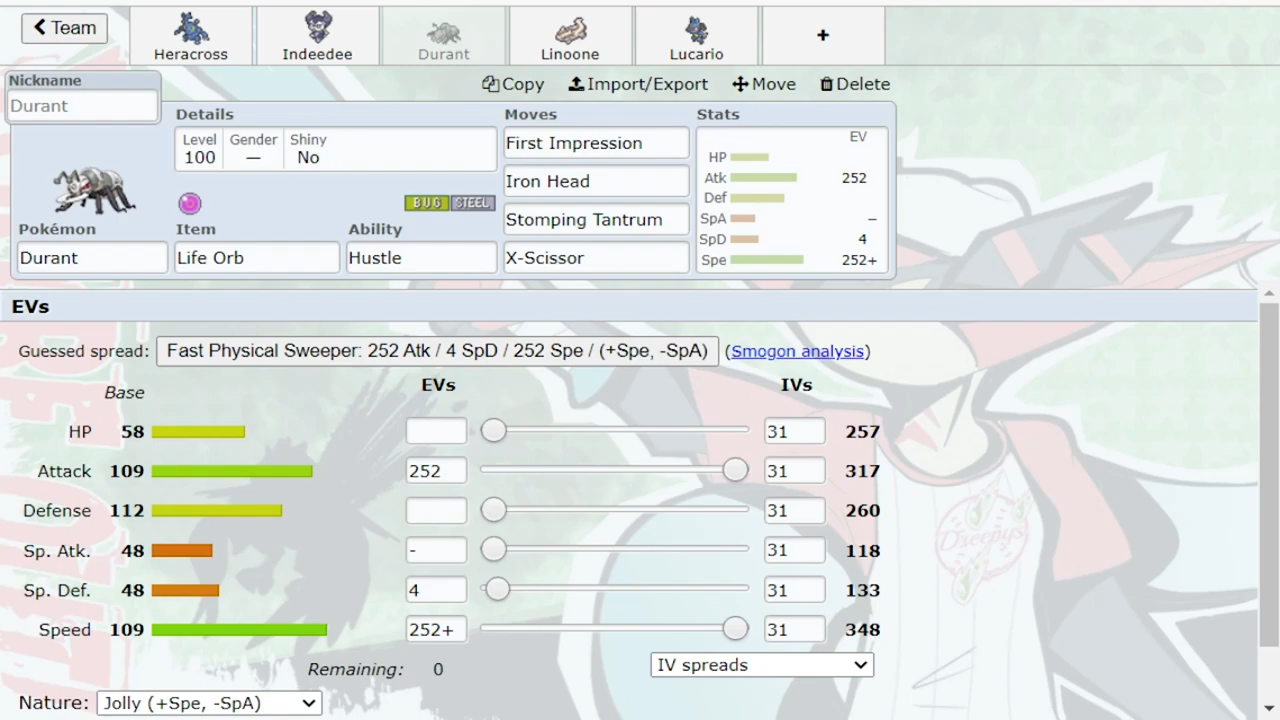 Team
Heracross
Indeedee
Durant
Linoone
Lucario
+
Nickname
Durant
Copy
Import/Export
Move
Delete
Details
Level
Gender
Shiny
100
—
No
BUG STEEL
Pokémon
Durant
Item
Life Orb
Ability
Hustle
Moves
First Impression
Iron Head
Stomping Tantrum
X-Scissor
Stats
EV
HP
Atk 252
Def
SpA –
SpD 4
Spe 252+
EVs
Guessed spread: Fast Physical Sweeper: 252 Atk / 4 SpD / 252 Spe / (+Spe, -SpA) (Smogon analysis)
Base EVs IVs
HP 58 31 257
Attack 109 252 31 317
Defense 112 31 260
Sp. Atk. 48 - 31 118
Sp. Def. 48 4 31 133
Speed 109 252+ 31 348
Remaining: 0
IV spreads
Nature: Jolly (+Spe, -SpA)
Dreepys